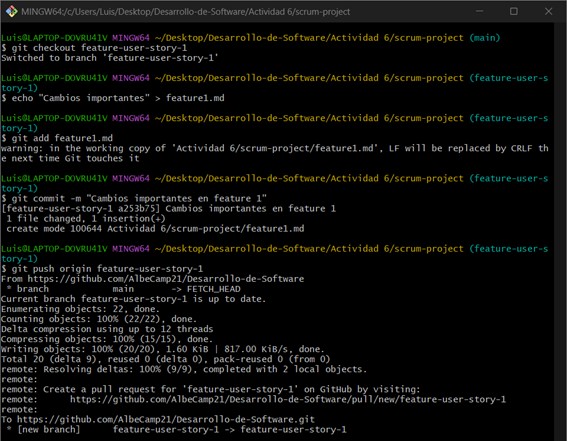 MINGW64:/c/Users/Luis/Desktop/Desarrollo-de-Software/Actividad 6/scrum-project
Luis@LAPTOP-DOVRU41V MINGW64 ~/Desktop/Desarrollo-de-Software/Actividad 6/scrum-project (main)
$ git checkout feature-user-story-1
Switched to branch 'feature-user-story-1'
Luis@LAPTOP-DOVRU41V MINGW64 ~/Desktop/Desarrollo-de-Software/Actividad 6/scrum-project (feature-user-s
tory-1)
$ echo "Cambios importantes" > feature1.md
Luis@LAPTOP-DOVRU41V MINGW64 ~/Desktop/Desarrollo-de-Software/Actividad 6/scrum-project (feature-user-s
tory-1)
$ git add feature1.md
warning: in the working copy of 'Actividad 6/scrum-project/feature1.md', LF will be replaced by CRLF th
e next time Git touches it
Luis@LAPTOP-DOVRU41V MINGW64 ~/Desktop/Desarrollo-de-Software/Actividad 6/scrum-project (feature-user-s
tory-1)
$ git commit -m "Cambios importantes en feature 1"
[feature-user-story-1 a253b75] Cambios importantes en feature 1
 1 file changed, 1 insertion(+)
 create mode 100644 Actividad 6/scrum-project/feature1.md
Luis@LAPTOP-DOVRU41V MINGW64 ~/Desktop/Desarrollo-de-Software/Actividad 6/scrum-project (feature-user-s
tory-1)
$ git push origin feature-user-story-1
From https://github.com/AlbeCamp21/Desarrollo-de-Software
 * branch            main       -> FETCH_HEAD
Current branch feature-user-story-1 is up to date.
Enumerating objects: 22, done.
Counting objects: 100% (22/22), done.
Delta compression using up to 12 threads
Compressing objects: 100% (15/15), done.
Writing objects: 100% (20/20), 1.60 KiB | 817.00 KiB/s, done.
Total 20 (delta 9), reused 0 (delta 0), pack-reused 0 (from 0)
remote: Resolving deltas: 100% (9/9), completed with 2 local objects.
remote:
remote: Create a pull request for 'feature-user-story-1' on GitHub by visiting:
remote:      https://github.com/AlbeCamp21/Desarrollo-de-Software/pull/new/feature-user-story-1
remote:
To https://github.com/AlbeCamp21/Desarrollo-de-Software.git
 * [new branch]      feature-user-story-1 -> feature-user-story-1